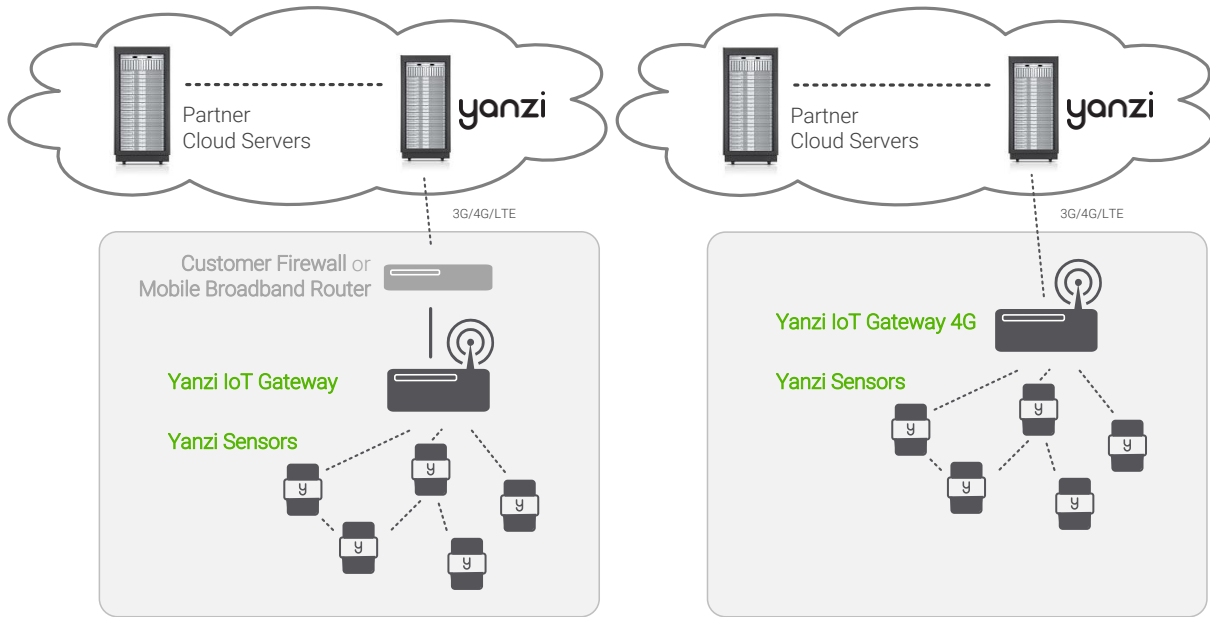 Partner
Cloud Servers
yanzi
3G/4G/LTE
Customer Firewall or
Mobile Broadband Router
Yanzi IoT Gateway
Yanzi Sensors
y
y
y
y
y
Partner
Cloud Servers
yanzi
3G/4G/LTE
Yanzi IoT Gateway 4G
Yanzi Sensors
y
y
y
y
y